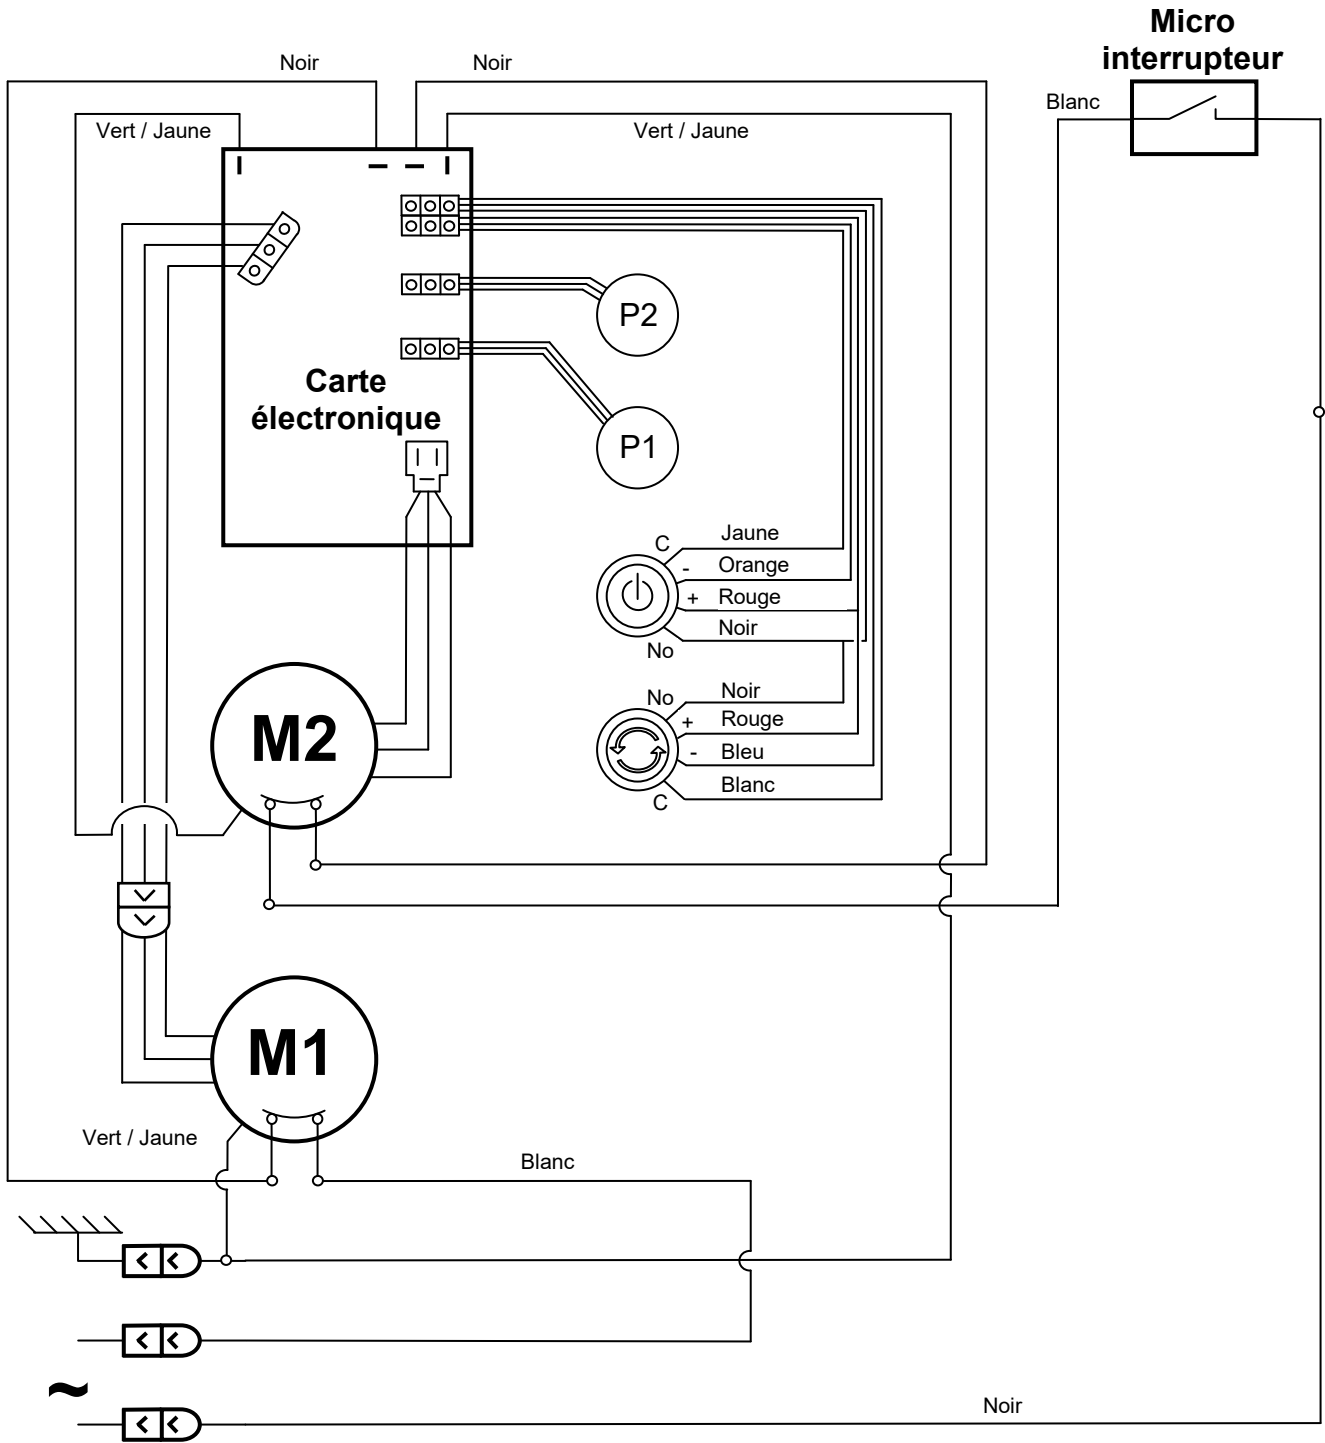 Micro
interrupteur
Noir
Noir
Blanc
Vert / Jaune
Vert / Jaune
P2
Carte
électronique
P1
C
Jaune
-
Orange
+
Rouge
Noir
No
No
Noir
+
Rouge
-
Bleu
Blanc
C
M2
M1
Vert / Jaune
Blanc
~
Noir